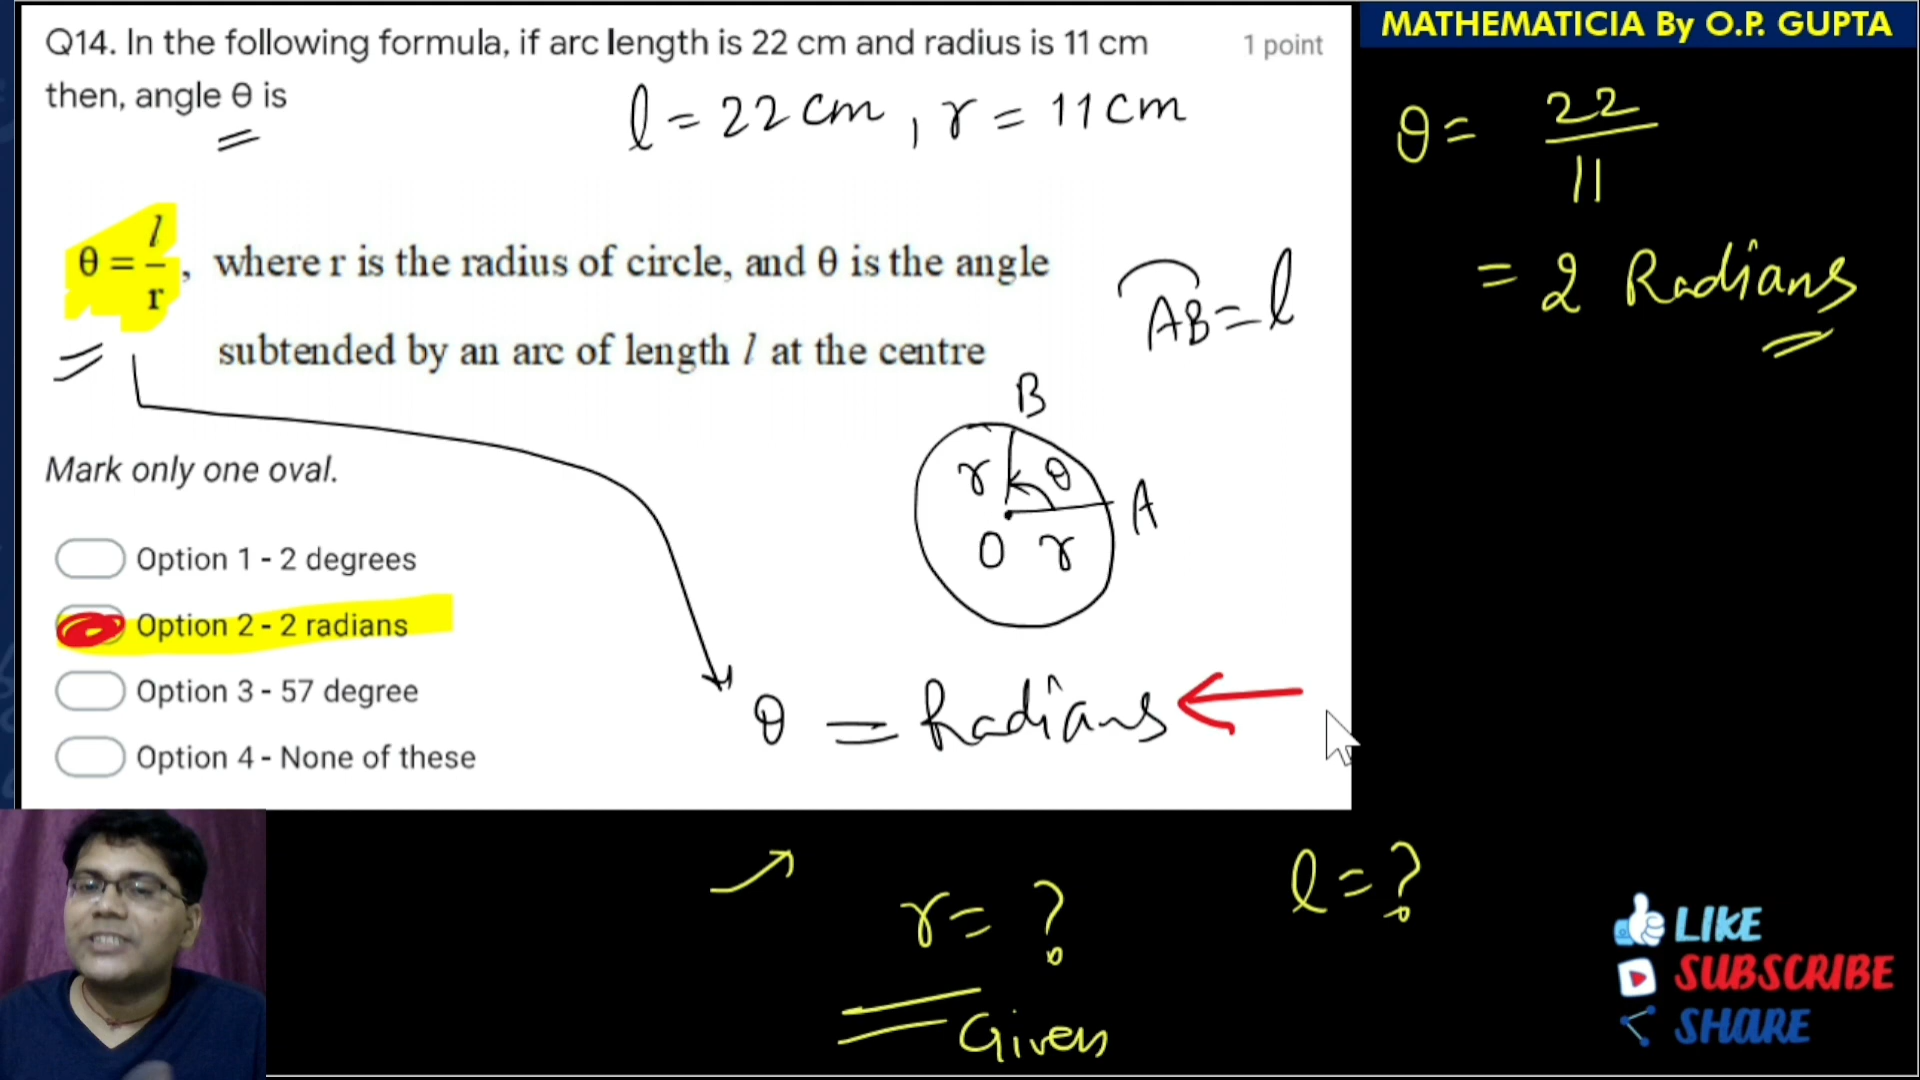 MATHEMATICIA By O.P. GUPTA
Q14. In the following formula, if arc length is 22 cm and radius is 11 cm
1 point
then, angle θ is
l = 22 cm , r = 11 cm
θ = l/r , where r is the radius of circle, and θ is the angle
subtended by an arc of length l at the centre
AB = l
B
r θ
A
O r
Mark only one oval.
Option 1 - 2 degrees
Option 2 - 2 radians
Option 3 - 57 degree
Option 4 - None of these
θ = Radians
θ = 22/11
= 2 Radians
r = ?
Given
l = ?
LIKE
SUBSCRIBE
SHARE